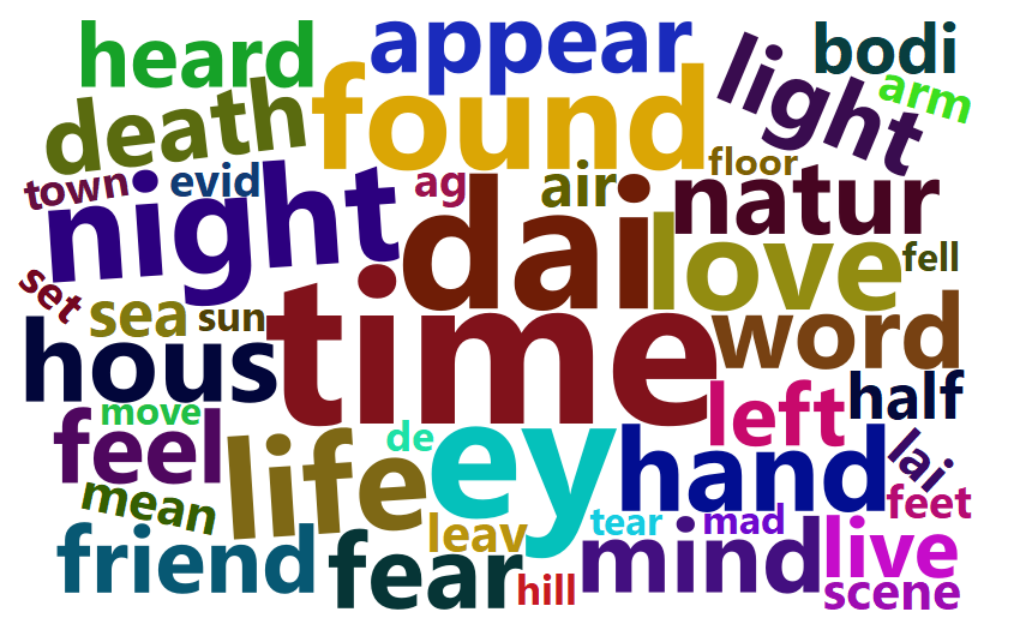 heard
appear
bodi
light
arm
death
found
floor
town
evid
ag
air
natur
night
dai
love
fell
set
sea
sun
time
word
hous
move
feel
left
half
life
de
ey
hand
lai
mean
feet
leav
tear
mad
friend
fear
hill
mind
live
scene